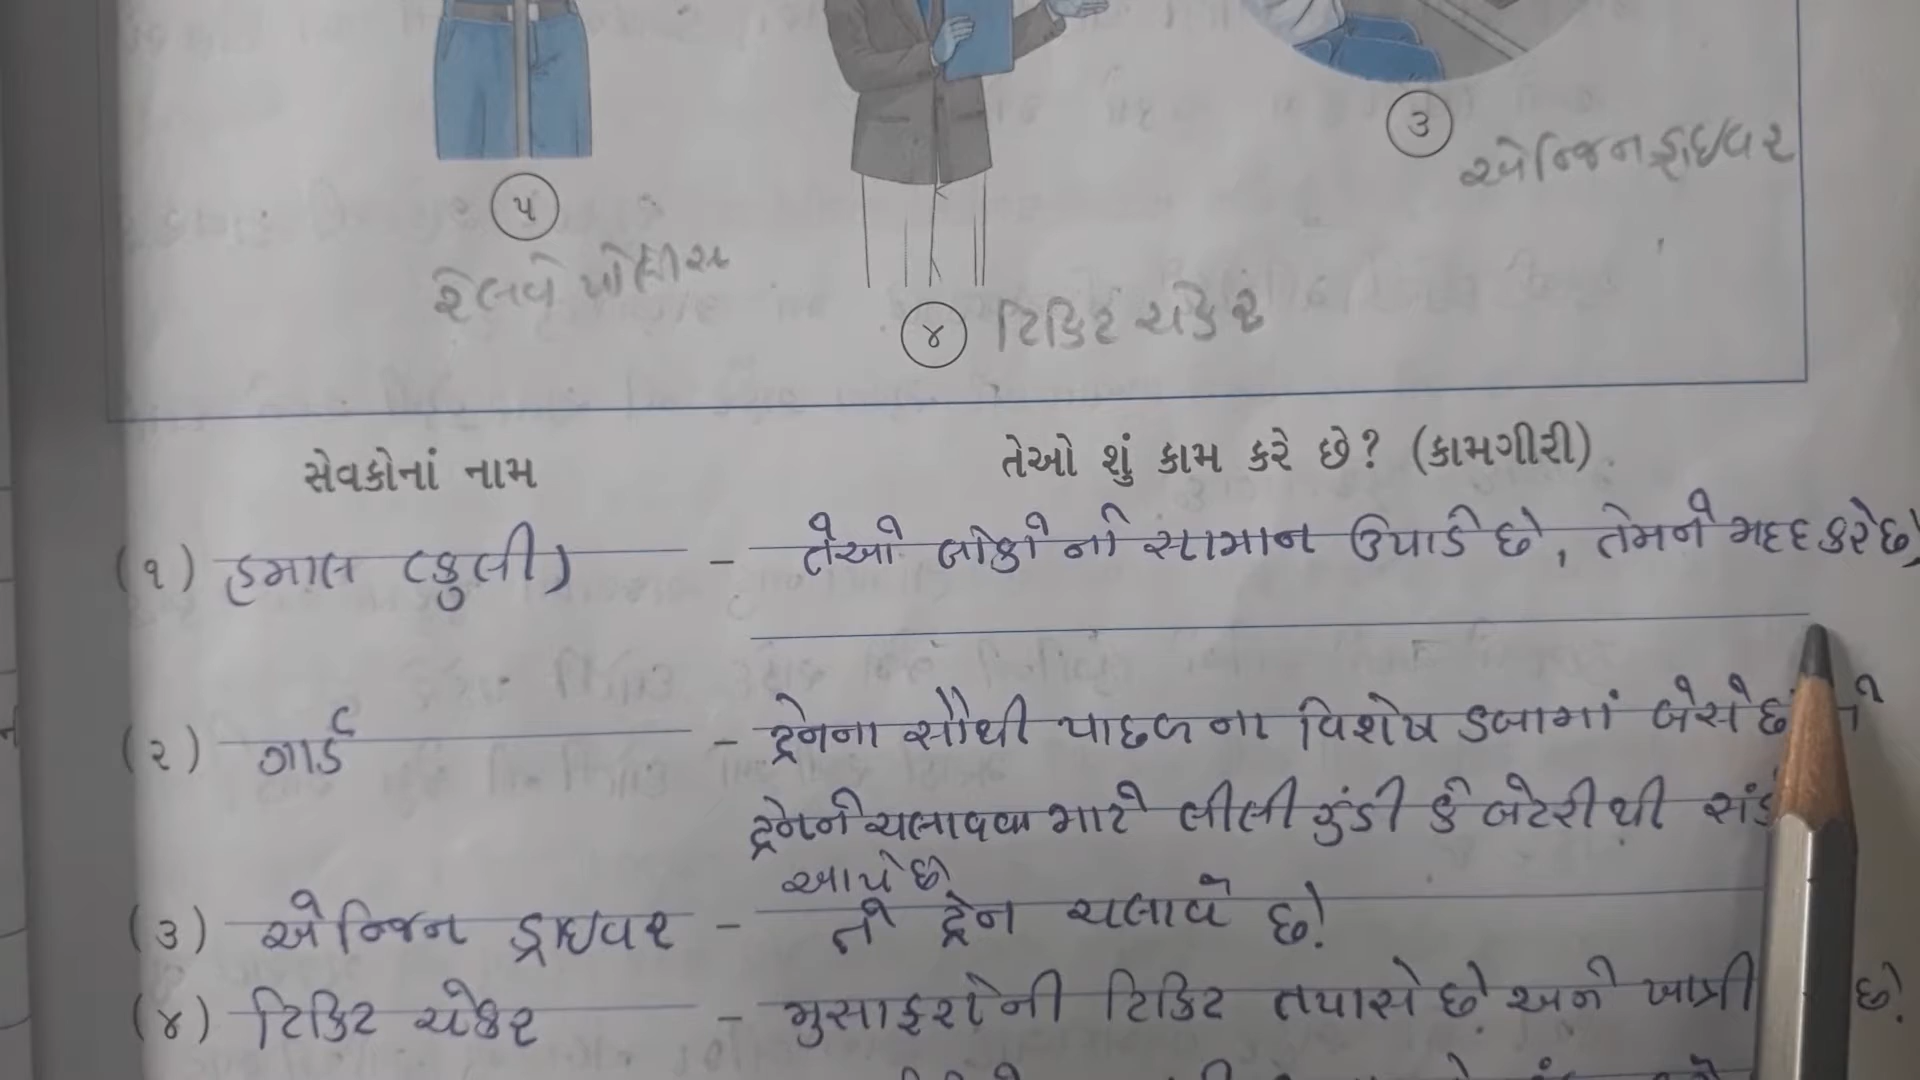 ૩
એન્જિન ડ્રાઇવર
૫
રેલવે પોલીસ
૪ ટિકિટ ચેકર
સેવકોનાં નામ તેઓ શું કામ કરે છે? (કામગીરી)
(૧) હમાલ (કુલી) - તેઓ લોકોનો સામાન ઉપાડે છે, તેમને મદદ કરે છે
(૨) ગાર્ડ - ટ્રેનના સૌથી પાછળના વિશેષ ડબામાં બેસે છે
ટ્રેનને ચલાવવા માટે લીલી ઝુંડી કે બેટરીથી
આપે છે
(૩) એન્જિન ડ્રાઇવર - તે ટ્રેન ચલાવે છે.
(૪) ટિકિટ ચેકર - મુસાફરોની ટિકિટ તપાસે છે અને ખાત્રી છે.